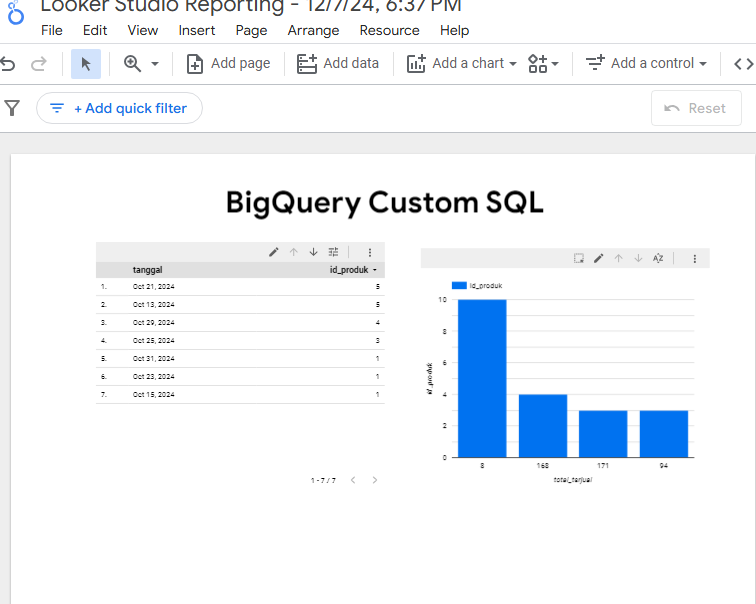 Looker Studio Reporting - 12/7/24, 6:37 PM
File Edit View Insert Page Arrange Resource Help
Add page Add data Add a chart Add a control
+ Add quick filter Reset
BigQuery Custom SQL
tanggal id_produk
1. Oct 21, 2024 5
2. Oct 13, 2024 5
3. Oct 29, 2024 4
4. Oct 25, 2024 3
5. Oct 31, 2024 1
6. Oct 23, 2024 1
7. Oct 15, 2024 1
1 - 7 / 7
id_produk
10
8
6
4
2
0
id_produk
8 168 171 94
total_terjual